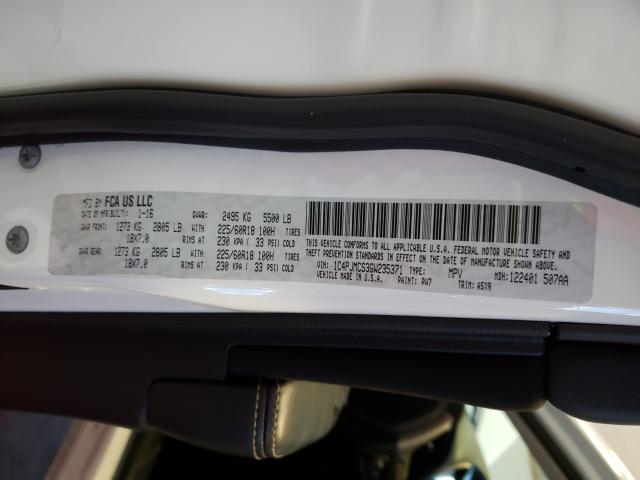 MFD BY FCA US LLC
DATE OF MFR/BUILT: 1-16 GVWR: 2495 KG 5500 LB
GAWR FRONT: 1273 KG 2805 LB WITH 225/60R18 100H TIRES
18X7.0 RIMS AT 230 KPA ( 33 PSI) COLD
GAWR REAR: 1273 KG 2805 LB WITH 225/60R18 100H TIRES
18X7.0 RIMS AT 230 KPA ( 33 PSI) COLD
THIS VEHICLE CONFORMS TO ALL APPLICABLE U.S.A. FEDERAL MOTOR VEHICLE SAFETY AND
THEFT PREVENTION STANDARDS IN EFFECT ON THE DATE OF MANUFACTURE SHOWN ABOVE.
VIN: 1C4PJMCS3GW235371 TYPE: MPV MDH: 122401 507AA
VEHICLE MADE IN U.S.A. PAINT: PW7 TRIM: A5X9